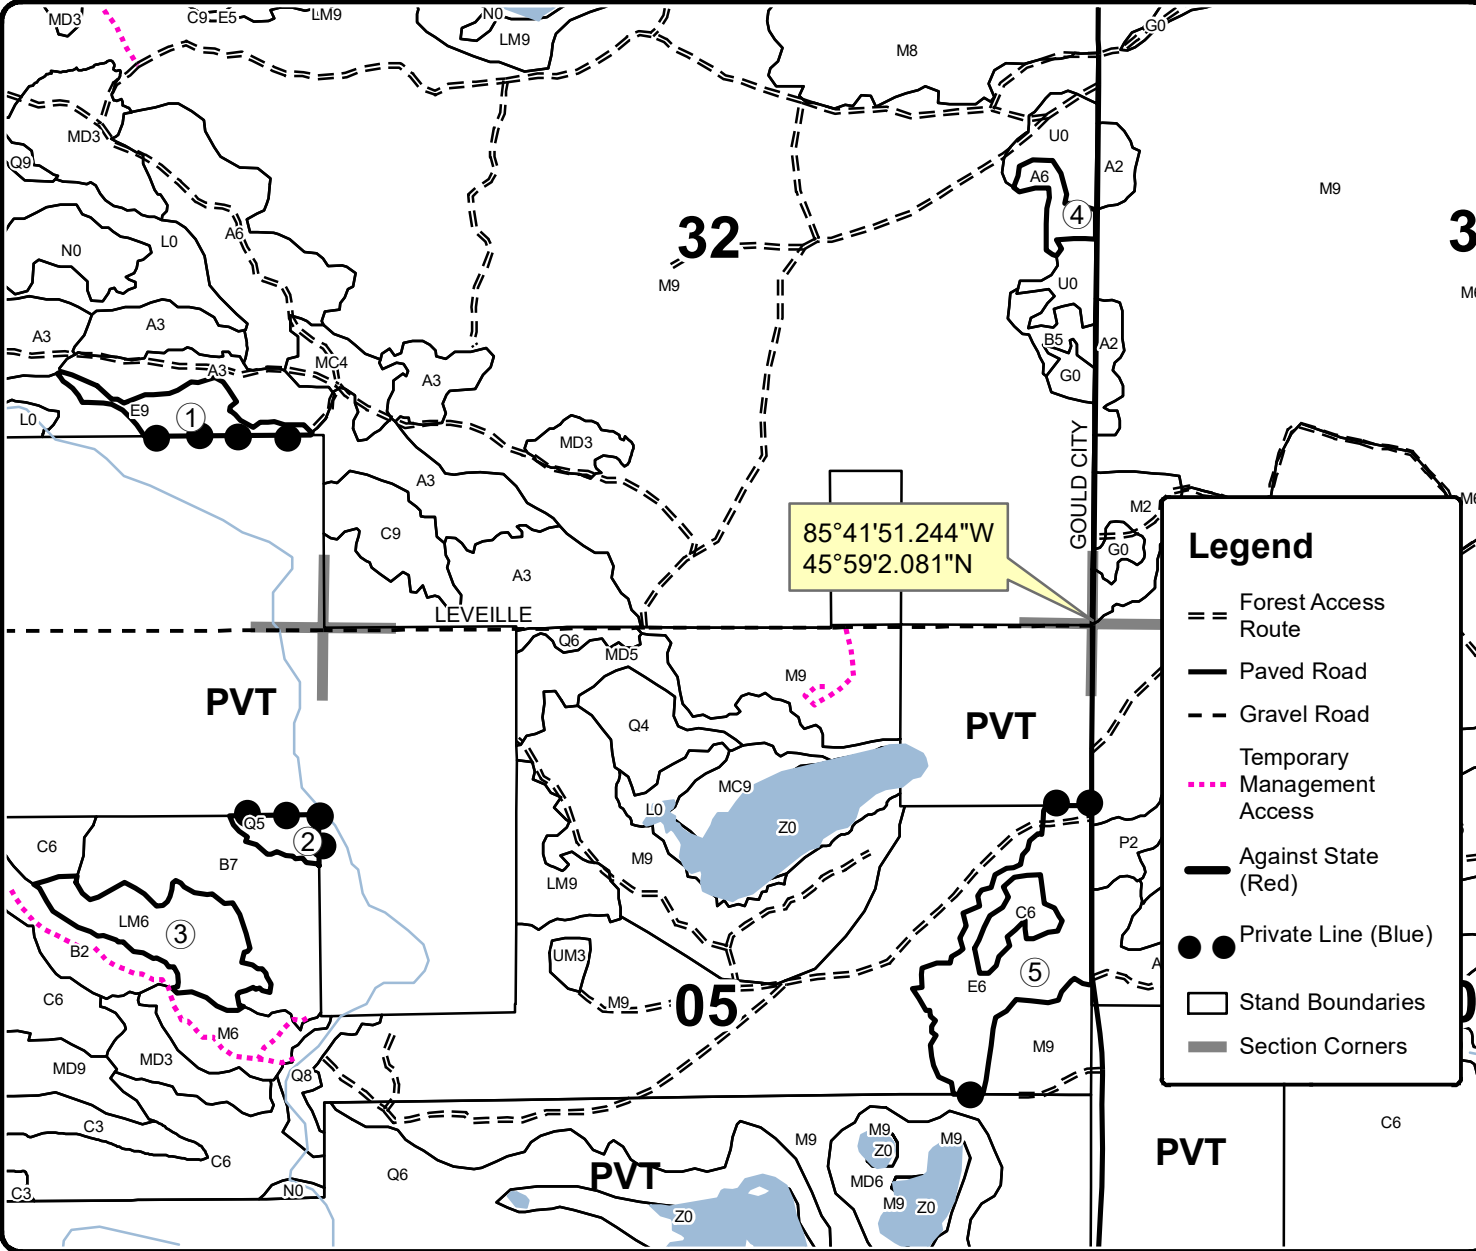 MD3
C9
E5
LM9
N0
LM9
M8
G0
MD3
Q9
U0
A2
A6
M9
4
N0
L0
A6
32
3
M9
U0
M6
A3
A3
B5
A2
MC4
A3
A3
G0
L0
E9
1
MD3
GOULD CITY
A3
M2
M6
C9
G0
85°41'51.244"W
45°59'2.081"N
A3
LEVEILLE
Q6
MD5
M9
PVT
PVT
Q4
MC9
L0
Z0
Q5
2
C6
B7
M9
P2
LM9
LM6
3
C6
B2
UM3
5
A
C6
M9
05
E6
0
M6
M9
MD9
MD3
Q8
C3
C6
M9
M9
M9
Z0
C6
Q6
PVT
MD6
PVT
C3
N0
Z0
M9
Z0
Legend
Forest Access
Route
Paved Road
Gravel Road
Temporary
Management
Access
Against State
(Red)
Private Line (Blue)
Stand Boundaries
Section Corners